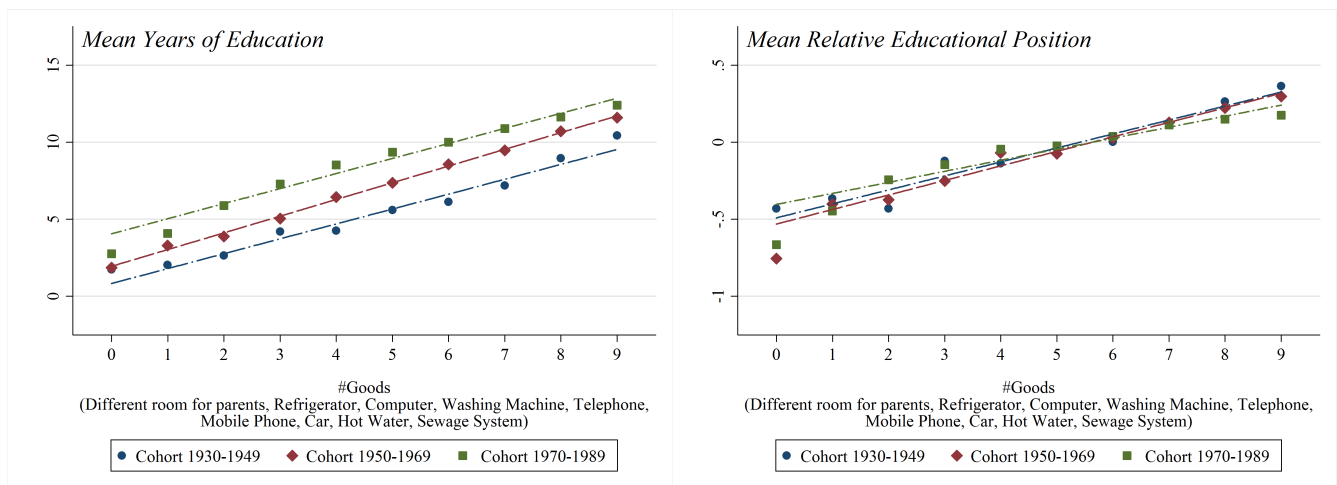 Mean Years of Education
15
10
5
0
0 1 2 3 4 5 6 7 8 9
#Goods
(Different room for parents, Refrigerator, Computer, Washing Machine, Telephone,
Mobile Phone, Car, Hot Water, Sewage System)
Cohort 1930-1949 Cohort 1950-1969 Cohort 1970-1989
Mean Relative Educational Position
.5
0
-.5
-1
0 1 2 3 4 5 6 7 8 9
#Goods
(Different room for parents, Refrigerator, Computer, Washing Machine, Telephone,
Mobile Phone, Car, Hot Water, Sewage System)
Cohort 1930-1949 Cohort 1950-1969 Cohort 1970-1989